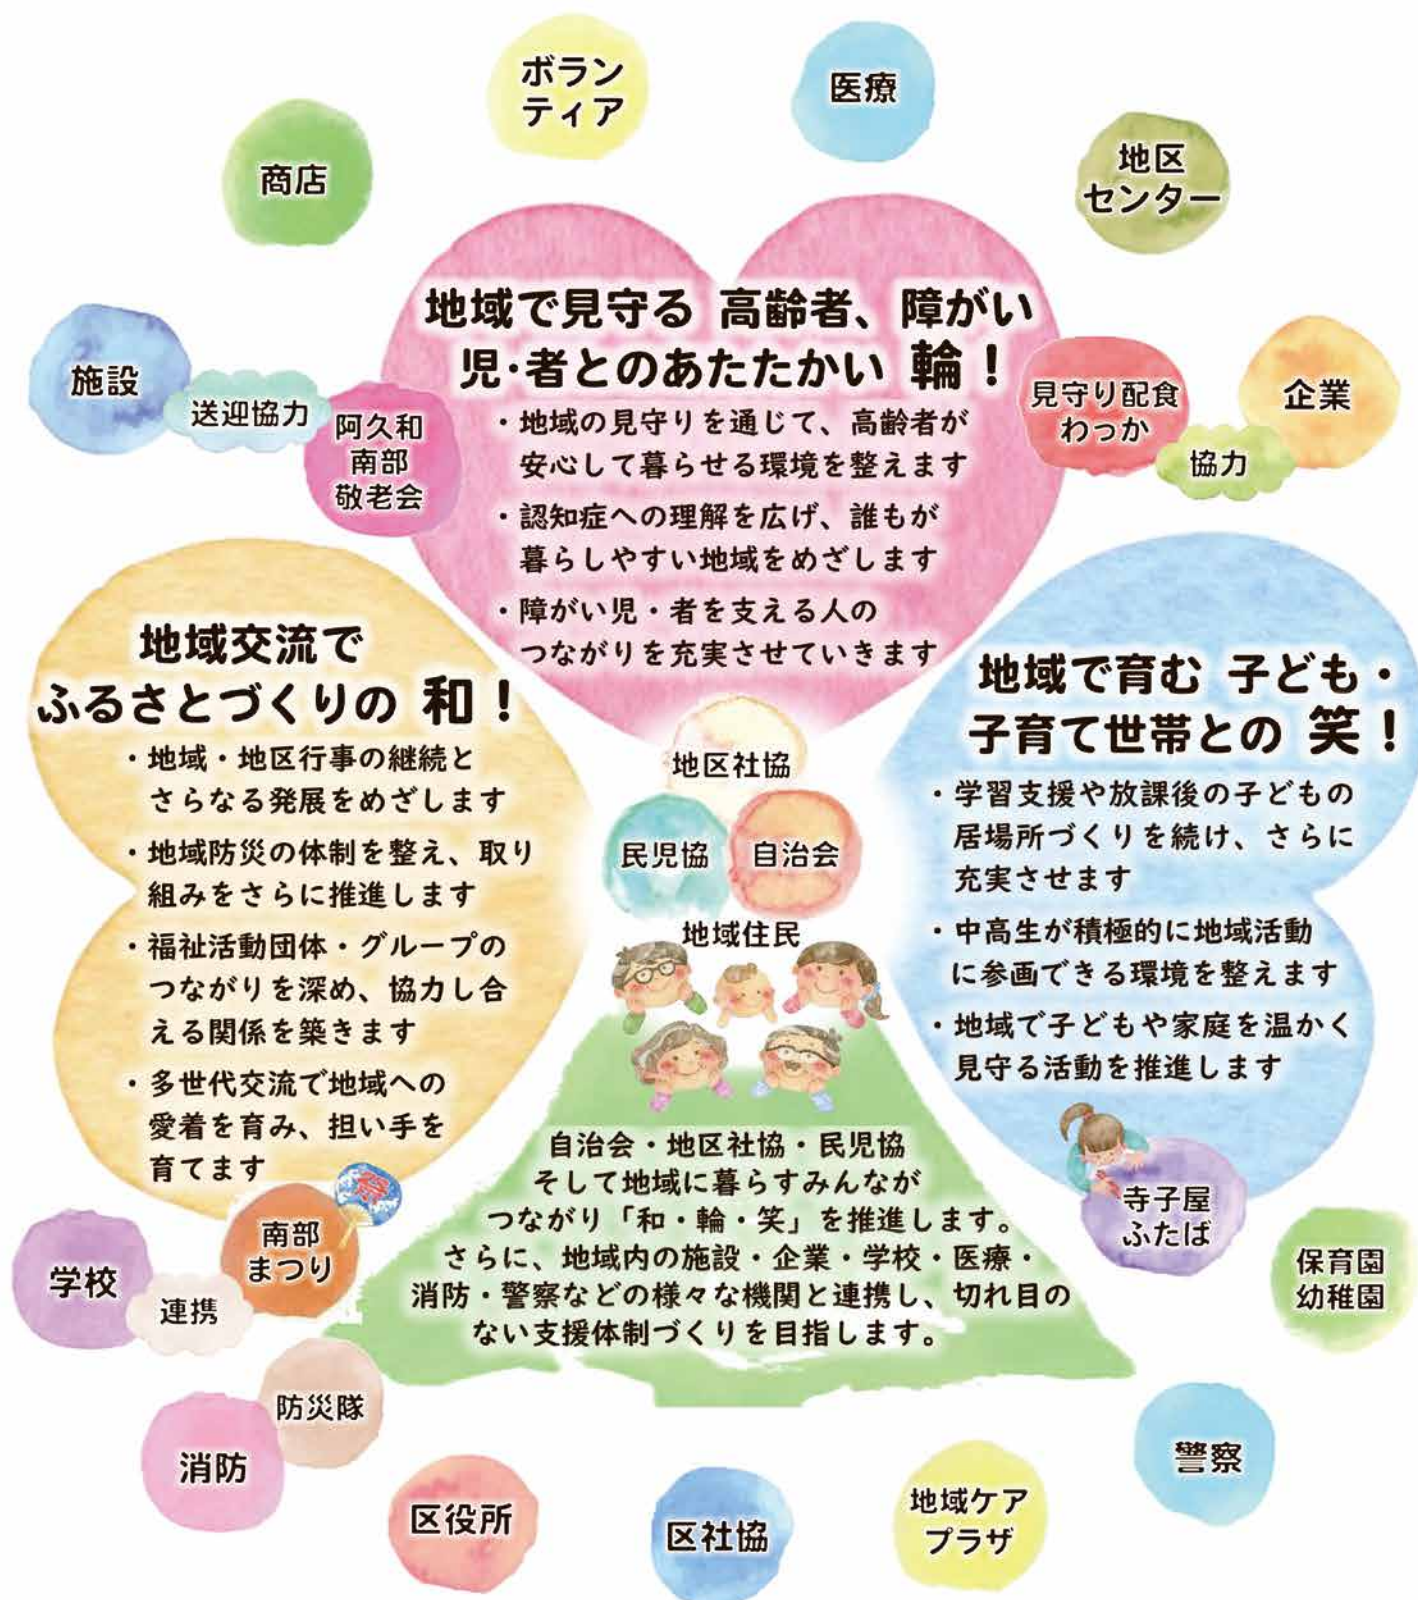 ボラン
ティア
医療
商店
地区
センター
地域で見守る 高齢者、障がい
児・者とのあたたかい 輪！
・地域の見守りを通じて、高齢者が
安心して暮らせる環境を整えます
・認知症への理解を広げ、誰もが
暮らしやすい地域をめざします
・障がい児・者を支える人の
つながりを充実させていきます
施設
送迎協力
阿久和
南部
敬老会
見守り配食
わっか
協力
企業
地域交流で
ふるさとづくりの 和！
・地域・地区行事の継続と
さらなる発展をめざします
・地域防災の体制を整え、取り
組みをさらに推進します
・福祉活動団体・グループの
つながりを深め、協力し合
える関係を築きます
・多世代交流で地域への
愛着を育み、担い手を
育てます
地域で育む 子ども・
子育て世帯との 笑！
・学習支援や放課後の子どもの
居場所づくりを続け、さらに
充実させます
・中高生が積極的に地域活動
に参画できる環境を整えます
・地域で子どもや家庭を温かく
見守る活動を推進します
地区社協
民児協
自治会
地域住民
自治会・地区社協・民児協
そして地域に暮らすみんなが
つながり「和・輪・笑」を推進します。
さらに、地域内の施設・企業・学校・医療・
消防・警察などの様々な機関と連携し、切れ目の
ない支援体制づくりを目指します。
祭
南部
まつり
学校
連携
寺子屋
ふたば
保育園
幼稚園
防災隊
消防
区役所
区社協
地域ケア
プラザ
警察